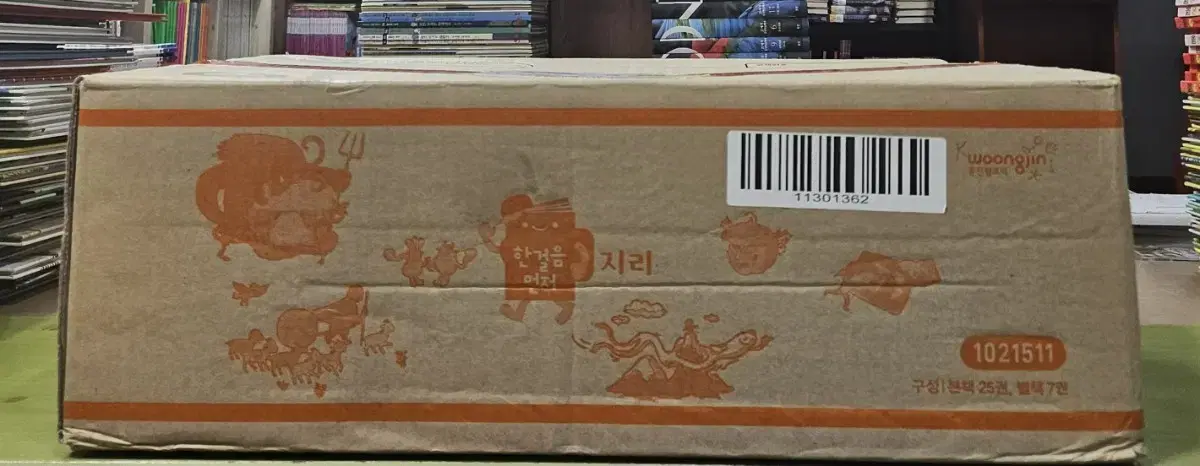 11301362
woongjin
웅진씽크빅
한걸음
먼저
지리
1021511
구성 | 본책 25권, 별책 7권